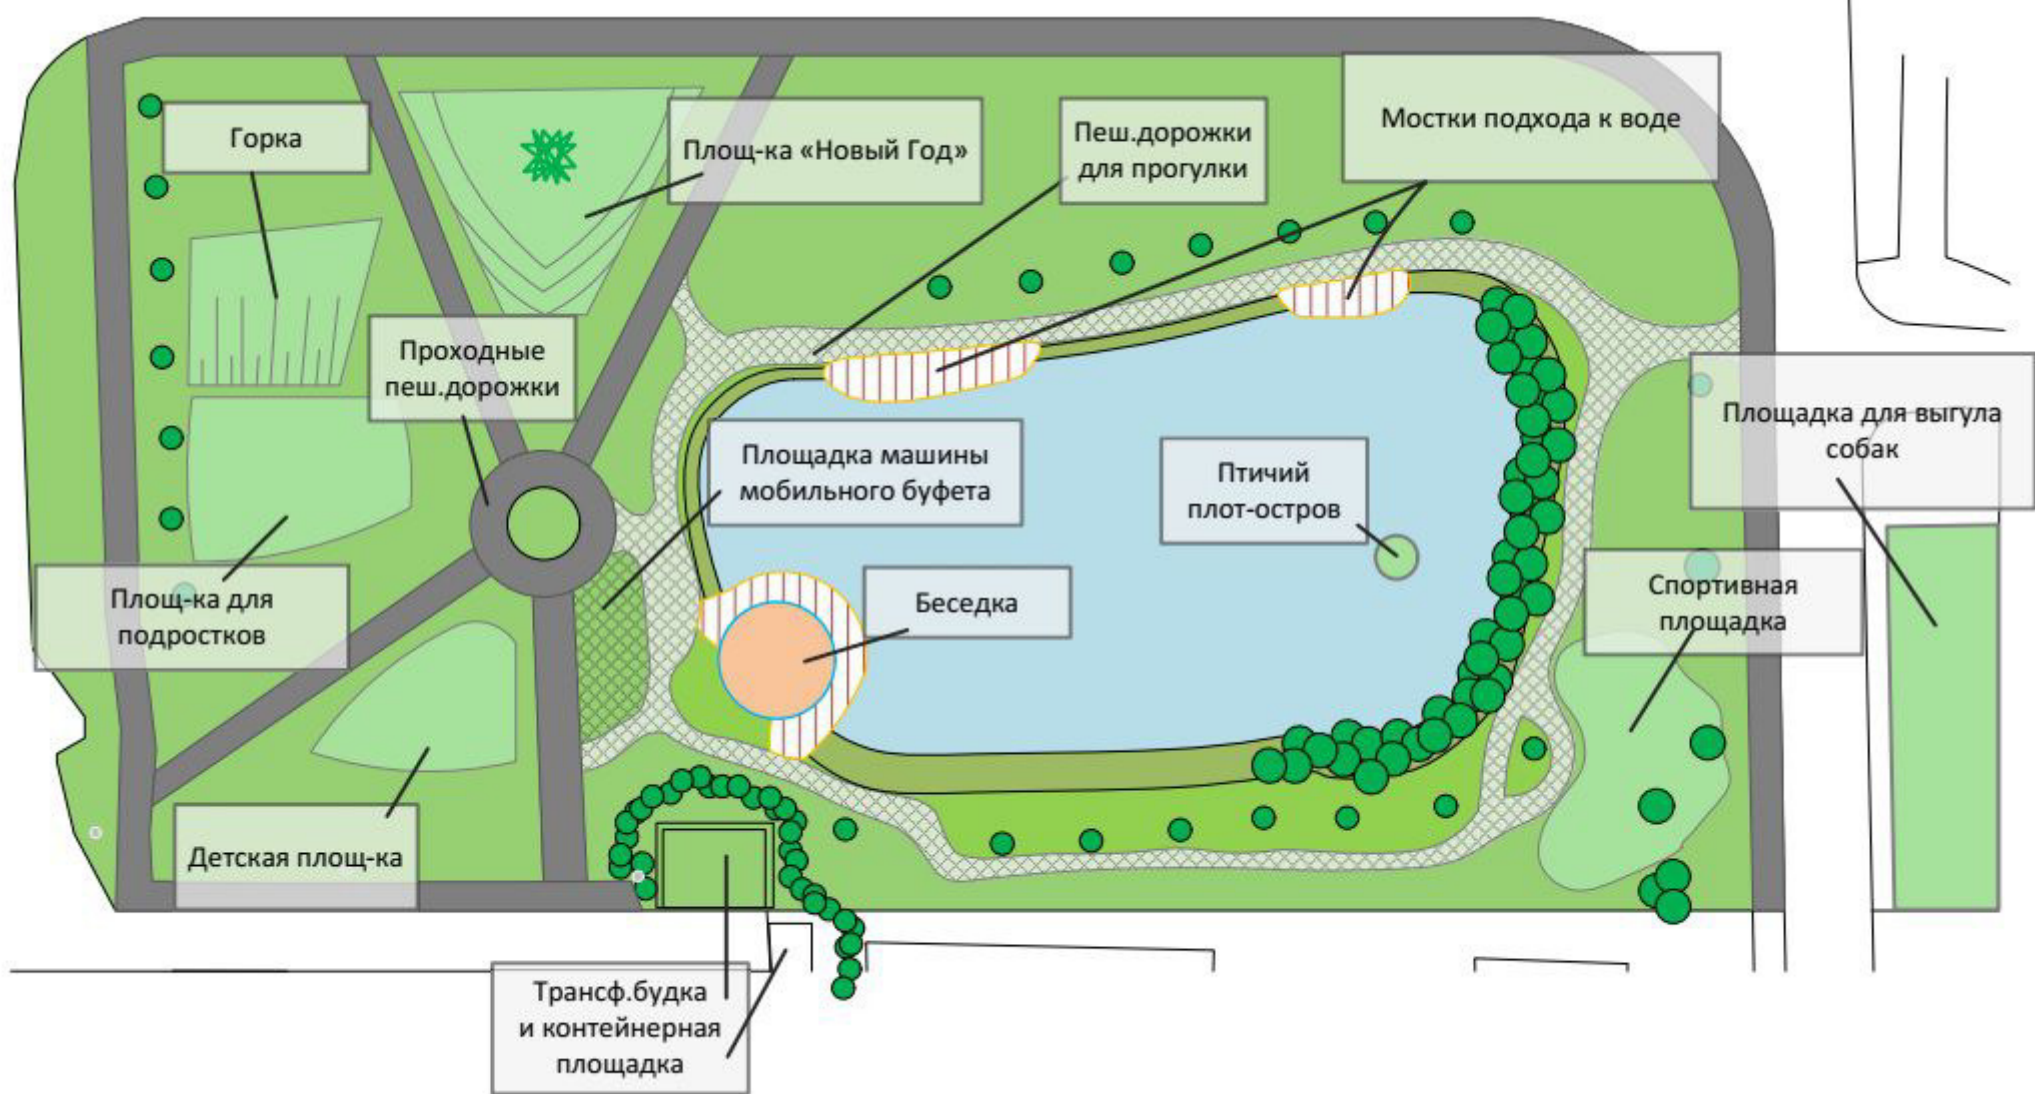 Горка
Площ-ка «Новый Год»
Пеш.дорожки
для прогулки
Мостки подхода к воде
Проходные
пеш.дорожки
Площадка машины
мобильного буфета
Птичий
плот-остров
Площадка для выгула
собак
Площ-ка для
подростков
Беседка
Спортивная
площадка
Детская площ-ка
Трансф.будка
и контейнерная
площадка